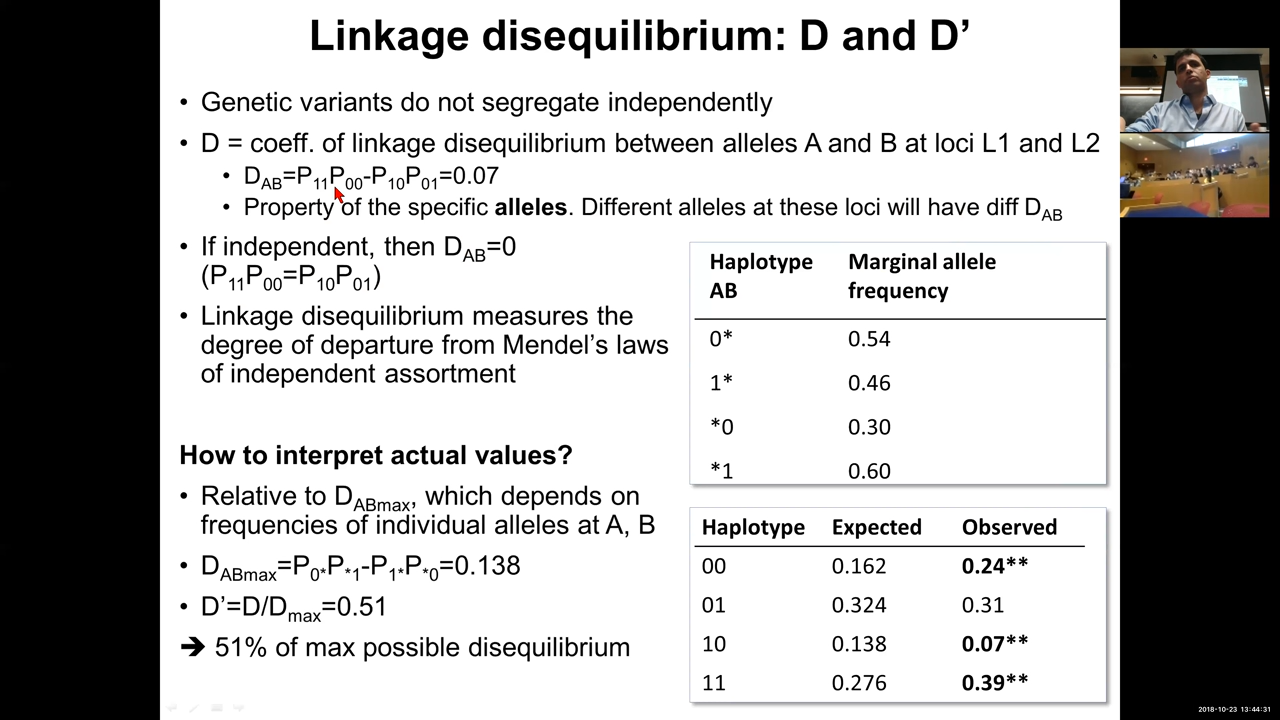 Linkage disequilibrium: D and D’
• Genetic variants do not segregate independently
• D = coeff. of linkage disequilibrium between alleles A and B at loci L1 and L2
• DAB=P11P00-P10P01=0.07
• Property of the specific alleles. Different alleles at these loci will have diff DAB
• If independent, then DAB=0
(P11P00=P10P01)
• Linkage disequilibrium measures the
degree of departure from Mendel’s laws
of independent assortment
How to interpret actual values?
• Relative to DABmax, which depends on
frequencies of individual alleles at A, B
• DABmax=P0*P*1-P1*P*0=0.138
• D’=D/Dmax=0.51
➔ 51% of max possible disequilibrium
Haplotype Marginal allele
AB frequency
0* 0.54
1* 0.46
*0 0.30
*1 0.60
Haplotype Expected Observed
00 0.162 0.24**
01 0.324 0.31
10 0.138 0.07**
11 0.276 0.39**
2018-10-23 13:44:31